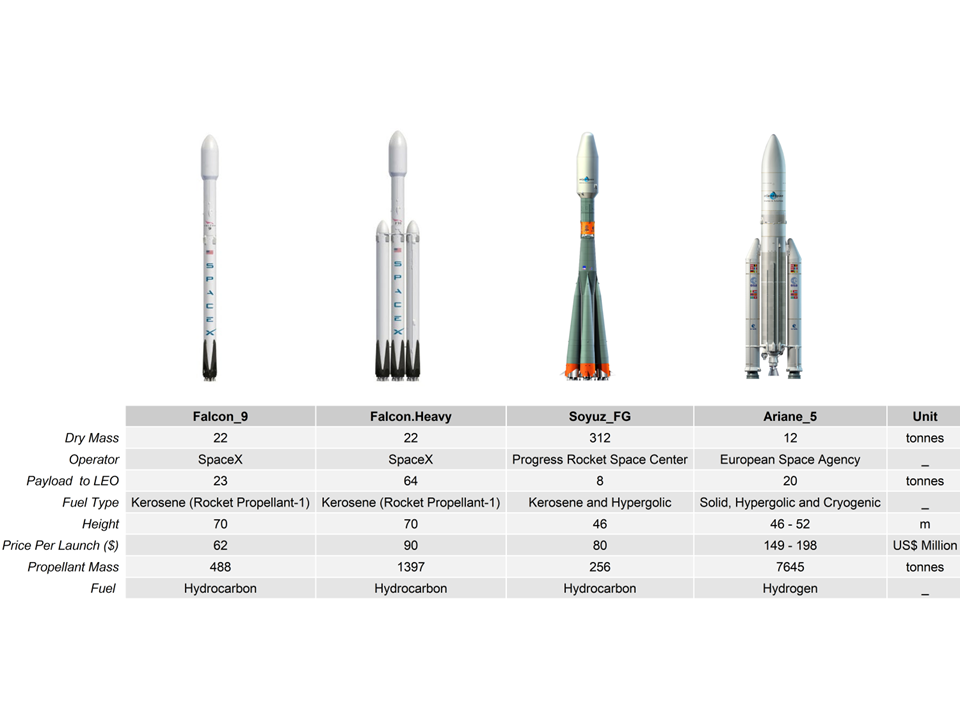 SPACEX
SPACEX
Falcon_9 Falcon.Heavy Soyuz_FG Ariane_5 Unit
Dry Mass 22 22 312 12 tonnes
Operator SpaceX SpaceX Progress Rocket Space Center European Space Agency _
Payload to LEO 23 64 8 20 tonnes
Fuel Type Kerosene (Rocket Propellant-1) Kerosene (Rocket Propellant-1) Kerosene and Hypergolic Solid, Hypergolic and Cryogenic _
Height 70 70 46 46 - 52 m
Price Per Launch ($) 62 90 80 149 - 198 US$ Million
Propellant Mass 488 1397 256 7645 tonnes
Fuel Hydrocarbon Hydrocarbon Hydrocarbon Hydrogen _